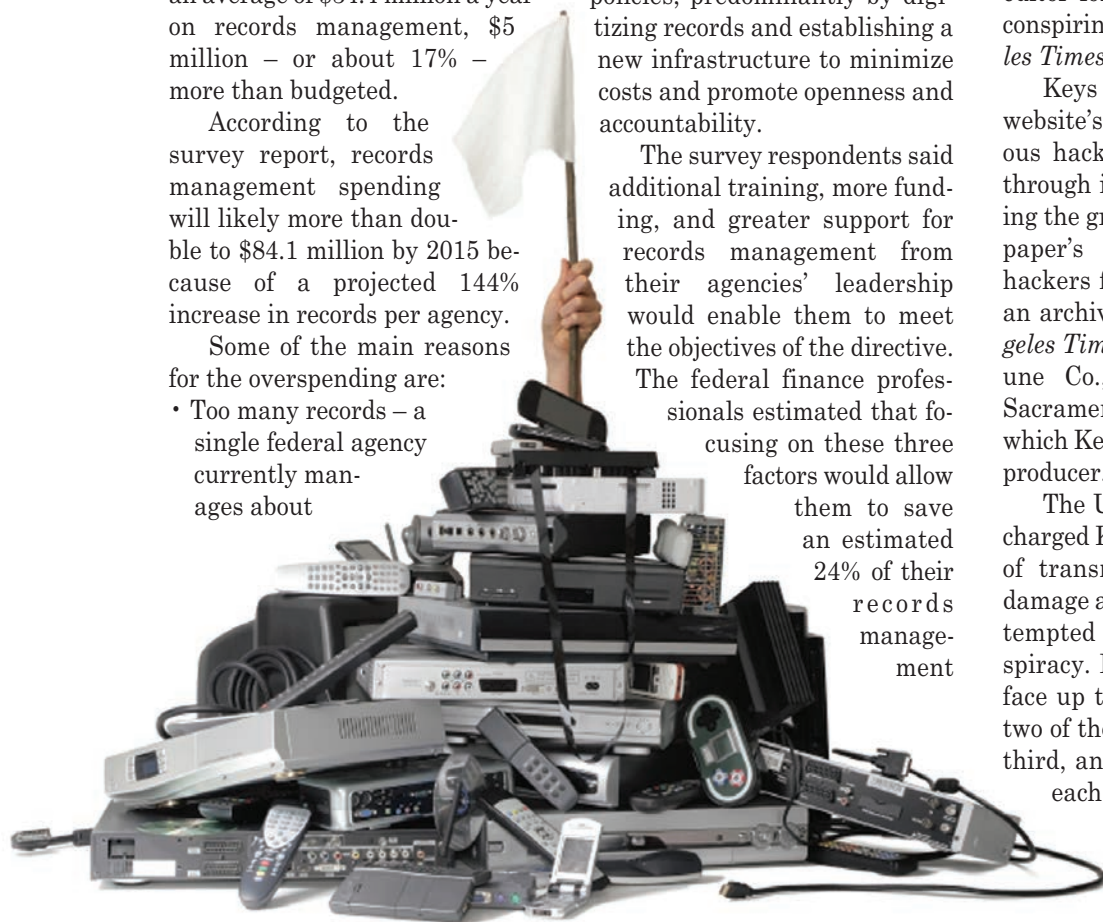 on records management, $5
million – or about 17% –
more than budgeted.
According to the
survey report, records
management spending
will likely more than dou-
ble to $84.1 million by 2015 be-
cause of a projected 144%
increase in records per agency.
Some of the main reasons
for the overspending are:
• Too many records – a
single federal agency
currently man-
ages about
tizing records and establishing a
new infrastructure to minimize
costs and promote openness and
accountability.
The survey respondents said
additional training, more fund-
ing, and greater support for
records management from
their agencies’ leadership
would enable them to meet
the objectives of the directive.
The federal finance profes-
sionals estimated that fo-
cusing on these three
factors would allow
them to save
an estimated
24% of their
records
manage-
ment
conspirin
les Times
Keys
website's
ous hack
through i
ing the gr
paper's
hackers f
an archiv
geles Tim
une Co.,
Sacramen
which Ke
producer
The U
charged K
of transm
damage a
tempted
spiracy. I
face up t
two of the
third, an
each